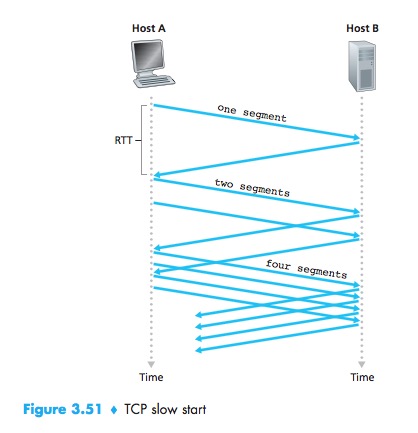 Host A
Host B
one segment
RTT
two segments
four segments
Time
Time
Figure 3.51 ♦ TCP slow start